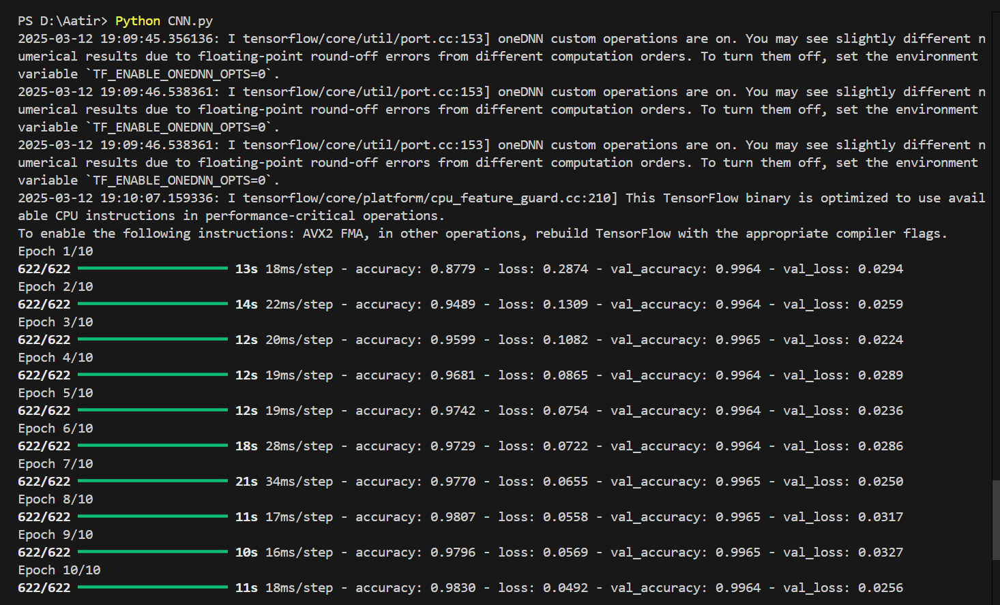 PS D:\Aatir> Python CNN.py
2025-03-12 19:09:45.356136: I tensorflow/core/util/port.cc:153] oneDNN custom operations are on. You may see slightly different n
umerical results due to floating-point round-off errors from different computation orders. To turn them off, set the environment
variable `TF_ENABLE_ONEDNN_OPTS=0`.
2025-03-12 19:09:46.538361: I tensorflow/core/util/port.cc:153] oneDNN custom operations are on. You may see slightly different n
umerical results due to floating-point round-off errors from different computation orders. To turn them off, set the environment
variable `TF_ENABLE_ONEDNN_OPTS=0`.
2025-03-12 19:09:46.538361: I tensorflow/core/util/port.cc:153] oneDNN custom operations are on. You may see slightly different n
umerical results due to floating-point round-off errors from different computation orders. To turn them off, set the environment
variable `TF_ENABLE_ONEDNN_OPTS=0`.
2025-03-12 19:10:07.159336: I tensorflow/core/platform/cpu_feature_guard.cc:210] This TensorFlow binary is optimized to use avail
able CPU instructions in performance-critical operations.
To enable the following instructions: AVX2 FMA, in other operations, rebuild TensorFlow with the appropriate compiler flags.
Epoch 1/10
622/622 13s 18ms/step - accuracy: 0.8779 - loss: 0.2874 - val_accuracy: 0.9964 - val_loss: 0.0294
Epoch 2/10
622/622 14s 22ms/step - accuracy: 0.9489 - loss: 0.1309 - val_accuracy: 0.9964 - val_loss: 0.0259
Epoch 3/10
622/622 12s 20ms/step - accuracy: 0.9599 - loss: 0.1082 - val_accuracy: 0.9965 - val_loss: 0.0224
Epoch 4/10
622/622 12s 19ms/step - accuracy: 0.9681 - loss: 0.0865 - val_accuracy: 0.9964 - val_loss: 0.0289
Epoch 5/10
622/622 12s 19ms/step - accuracy: 0.9742 - loss: 0.0754 - val_accuracy: 0.9964 - val_loss: 0.0236
Epoch 6/10
622/622 18s 28ms/step - accuracy: 0.9729 - loss: 0.0722 - val_accuracy: 0.9964 - val_loss: 0.0286
Epoch 7/10
622/622 21s 34ms/step - accuracy: 0.9770 - loss: 0.0655 - val_accuracy: 0.9965 - val_loss: 0.0250
Epoch 8/10
622/622 11s 17ms/step - accuracy: 0.9807 - loss: 0.0558 - val_accuracy: 0.9965 - val_loss: 0.0317
Epoch 9/10
622/622 10s 16ms/step - accuracy: 0.9796 - loss: 0.0569 - val_accuracy: 0.9965 - val_loss: 0.0327
Epoch 10/10
622/622 11s 18ms/step - accuracy: 0.9830 - loss: 0.0492 - val_accuracy: 0.9964 - val_loss: 0.0256